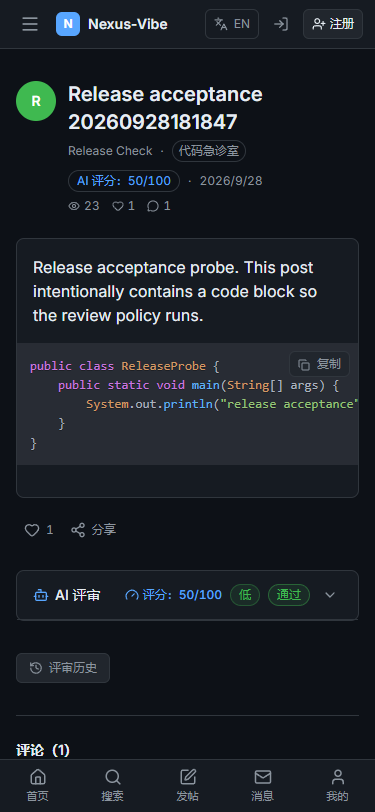 N Nexus-Vibe EN 注册
R
Release acceptance
20260928181847
Release Check · 代码急诊室
AI 评分：50/100 · 2026/9/28
23 1 1
Release acceptance probe. This post
intentionally contains a code block so
the review policy runs.
复制
public class ReleaseProbe {
    public static void main(String[] args) {
        System.out.println("release acceptance"
    }
}
1 分享
AI 评审 评分：50/100 低 通过
评审历史
评论（1）
首页 搜索 发帖 消息 我的